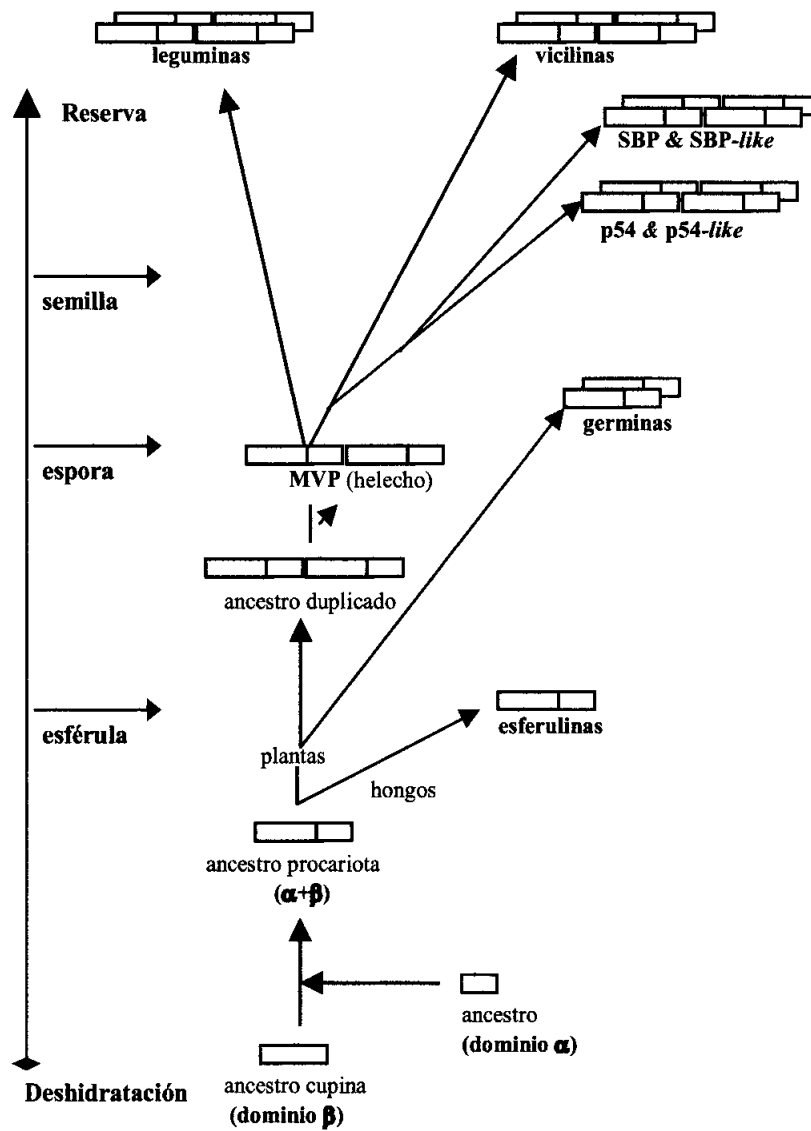 leguminas
vicilinas
Reserva
SBP & SBP-like
p54 & p54-like
semilla
germinas
espora
MVP (helecho)
ancestro duplicado
esférula
esferulinas
plantas
hongos
ancestro procariota
(α+β)
ancestro
(dominio α)
Deshidratación
ancestro cupina
(dominio β)